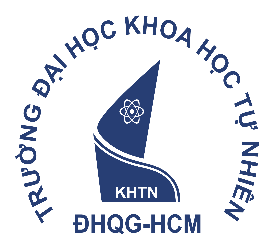 TRƯỜNG ĐẠI HỌC KHOA HỌC TỰ NHIÊN
KHTN
ĐHQG-HCM